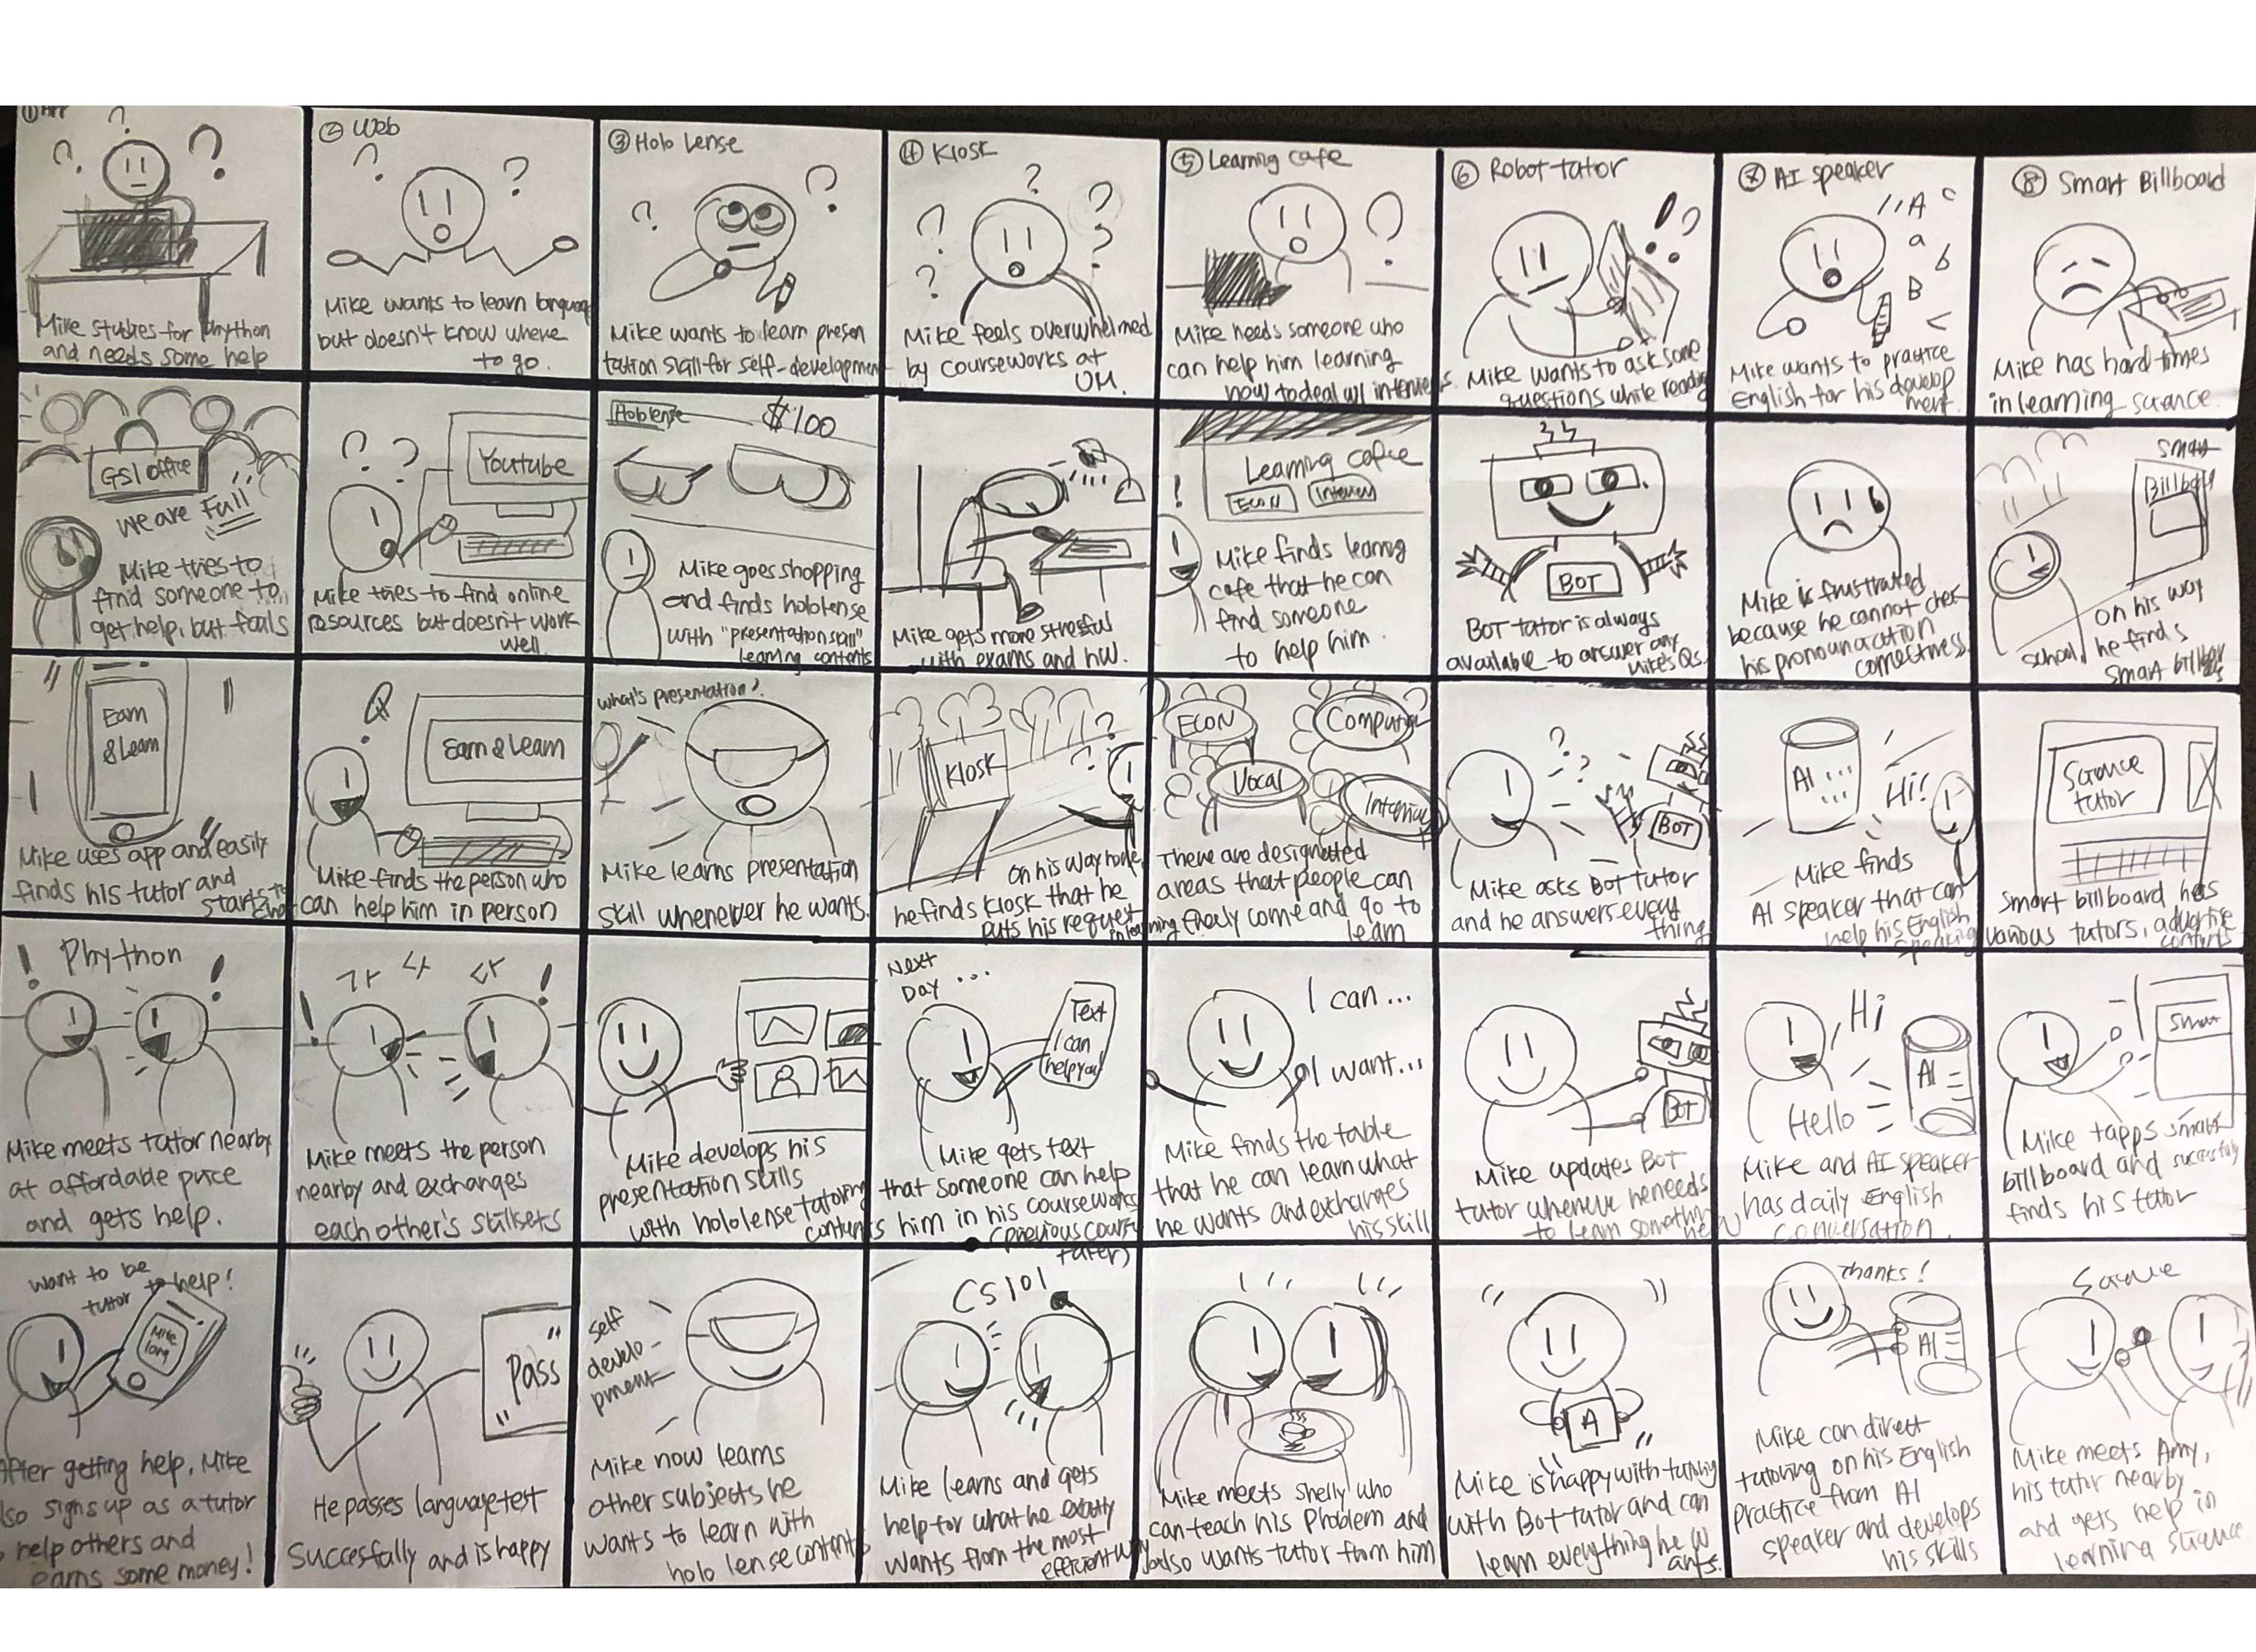 ① App
Mike studies for Phython
and needs some help
GSI office
we are Full
Mike tries to
find someone to
get help, but fails
Earn
& Learn
Mike uses app and easily
finds his tutor and
starts to
chat
Phython
Mike meets tutor nearby
at affordable price
and gets help.
want to be
tutor to help!
Mike
long
After getting help, Mike
also signs up as a tutor
help others and
earns some money!
② Web
Mike wants to learn language
but doesn't know where
to go.
Youtube
Mike tries to find online
resources but doesn't work
well.
Q
Earn & Learn
Mike finds the person who
can help him in person
가 나 다
Mike meets the person
nearby and exchanges
each other's skillsets
"Pass"
He passes language test
Succesfully and is happy
③ Holo Lense
Mike wants to learn presen
tation skill for self-development
Hololense $100
Mike goes shopping
and finds hololense
with "presentation skill"
learning contents
what's presentation?
Mike learns presentation
skill whenever he wants.
Mike develops his
presentation skills
with hololense tutoring
contents
self
develo-
pment
Mike now learns
other subjects he
wants to learn with
holo lense contents
④ Kiosk
Mike feels overwhelmed
by courseworks at
UM.
Mike gets more stressful
with exams and hw.
Kiosk
On his way home,
he finds Kiosk that he
puts his request
in learning
Next
Day ...
Text
I can
help you!
Mike gets text
that someone can help
him in his courseworks
(previous course
taker)
CS101
Mike learns and gets
help for what he exactly
wants from the most
efficient way
⑤ Learning cafe
Mike needs someone who
can help him learning
how to deal w/ interviews.
Learning cafe
Econ Interview
Mike finds learnig
cafe that he can
find someone
to help him.
ECON Computing
Vocal
Interview
There are designated
areas that people can
freely come and go to
learn
I can...
I want...
Mike finds the table
that he can learn what
he wants and exchanges
his skill
Mike meets Shelly who
can teach his problem and
also wants tutor from him
⑥ Robot-tutor
Mike wants to ask some
questions while reading
BOT
BOT tutor is always
available to answer any
Mike's Qs.
BOT
Mike asks BOT tutor
and he answers every
thing
BOT
Mike updates BOT
tutor wheneve he needs
to learn somethin
new
A
Mike is happy with tutoring
with BOT tutor and can
learn everything he w
ants.
⑦ AI speaker
A c
a
b
B
Mike wants to practice
English for his develop
ment.
Mike is frustrated
because he cannot check
his pronounacation
correctness.
AI ...
Hi!
Mike finds
AI speaker that can
help his English
speaking
Hi
AI
Hello
Mike and AI speaker
has daily English
conversation.
Thanks!
AI
Mike can direct
tutoring on his English
Practice from AI
speaker and develops
his skills
⑧ Smart Billboard
Mike has hard times
in learning science.
Smart
Billboard
on his way
school, he finds
Smart billboards
Science
tutor
Smart billboard has
various tutors, advertise
contents
Smart
Mike tapps smart
billboard and successfully
finds his tutor
Science
Mike meets Amy,
his tutor nearby
and gets help in
learning science